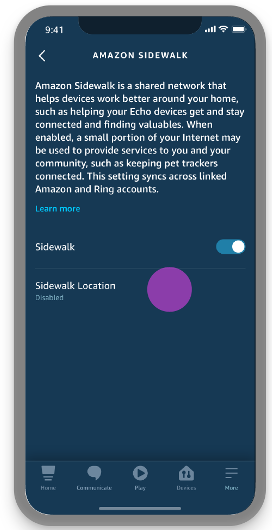 9:41
AMAZON SIDEWALK
Amazon Sidewalk is a shared network that
helps devices work better around your home,
such as helping your Echo devices get and stay
connected and finding valuables. When
enabled, a small portion of your Internet may
be used to provide services to you and your
community, such as keeping pet trackers
connected. This setting syncs across linked
Amazon and Ring accounts.
Learn more
Sidewalk
Sidewalk Location
Disabled
Home Communicate Play Devices More